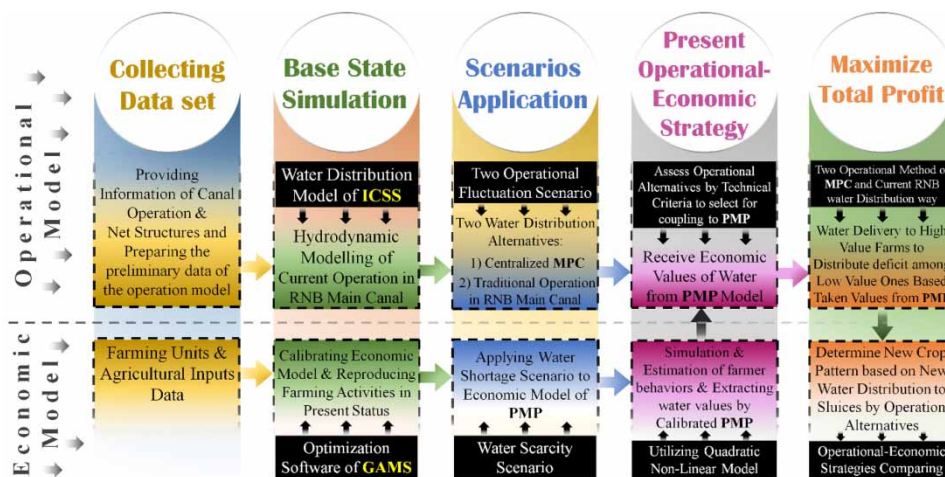 Operational
Model
Economic
Model
Collecting
Data set
Providing
Information of Canal
Operation &
Net Structures and
Preparing the
preliminary data of
the operation model
Farming Units &
Agricultural Inputs
Data
Base State
Simulation
Water Distribution
Model of ICSS
Hydrodynamic
Modelling of
Current Operation in
RNB Main Canal
Calibrating Economic
Model & Reproducing
Farming Activities in
Present Status
Optimization
Software of GAMS
Scenarios
Application
Two Operational
Fluctuation Scenario
Two Water Distribution
Alternatives:
1) Centralized MPC
2) Traditional Operation
in RNB Main Canal
Applying Water
Shortage Scenario to
Economic Model of
PMP
Water Scarcity
Scenario
Present
Operational-
Economic
Strategy
Assess Operational
Alternatives by Technical
Criteria to select for
coupling to PMP
Receive Economic
Values of Water
from PMP Model
Simulation &
Estimation of farmer
behaviors & Extracting
water values by
Calibrated PMP
Utilizing Quadratic
Non-Linear Model
Maximize
Total Profit
Two Operational Method o
MPC and Current RNB
water Distribution way
Water Delivery to High
Value Farms to
Distribute deficit among
Low Value Ones Based
Taken Values from PMP
Determine New Crop
Pattern based on New
Water Distribution to
Sluices by Operation
Alternatives
Operational-Economic
Strategies Comparing